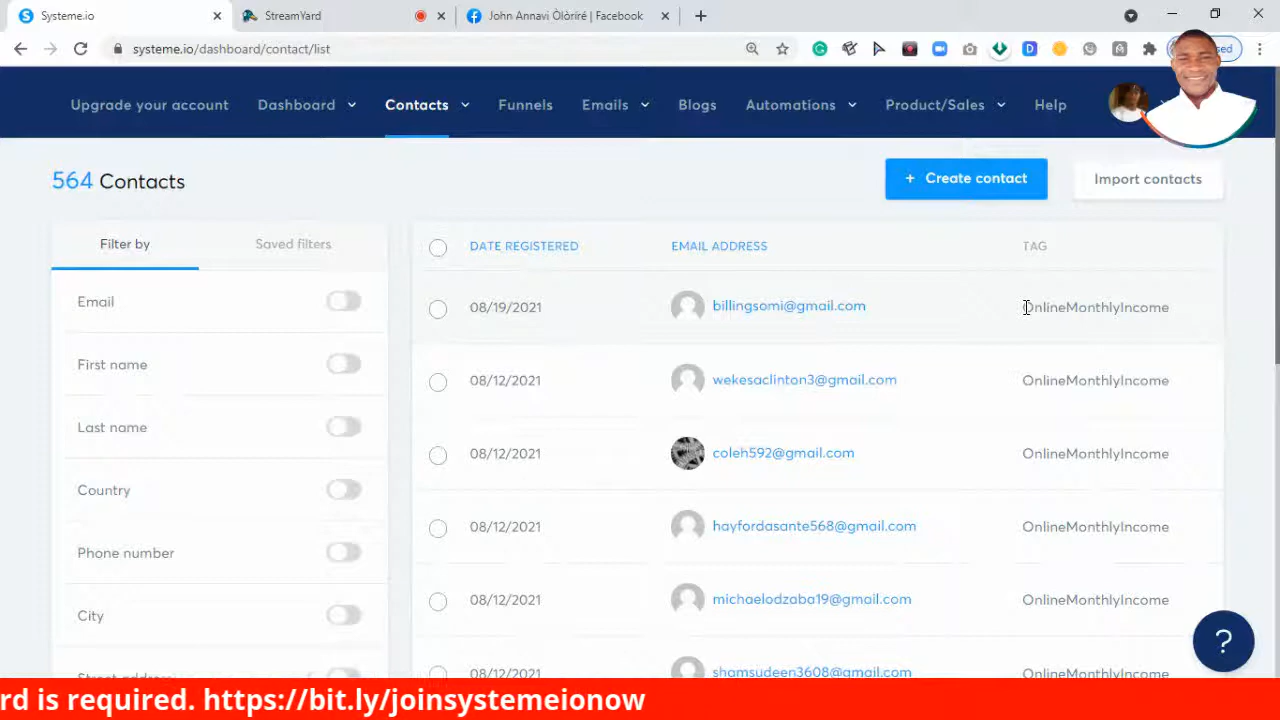 Systeme.io
StreamYard
John Annavi Òlòríré | Facebook
systeme.io/dashboard/contact/list
Upgrade your account Dashboard Contacts Funnels Emails Blogs Automations Product/Sales Help
564 Contacts
+ Create contact
Import contacts
Filter by Saved filters
DATE REGISTERED EMAIL ADDRESS TAG
Email
08/19/2021 billingsomi@gmail.com OnlineMonthlyIncome
First name
08/12/2021 wekesaclinton3@gmail.com OnlineMonthlyIncome
Last name
08/12/2021 coleh592@gmail.com OnlineMonthlyIncome
Country
08/12/2021 hayfordasante568@gmail.com OnlineMonthlyIncome
Phone number
08/12/2021 michaelodzaba19@gmail.com OnlineMonthlyIncome
City
08/12/2021 shamsudeen3608@gmail.com OnlineMonthlyIncome
Street address
?
rd is required. https://bit.ly/joinsystemeionow